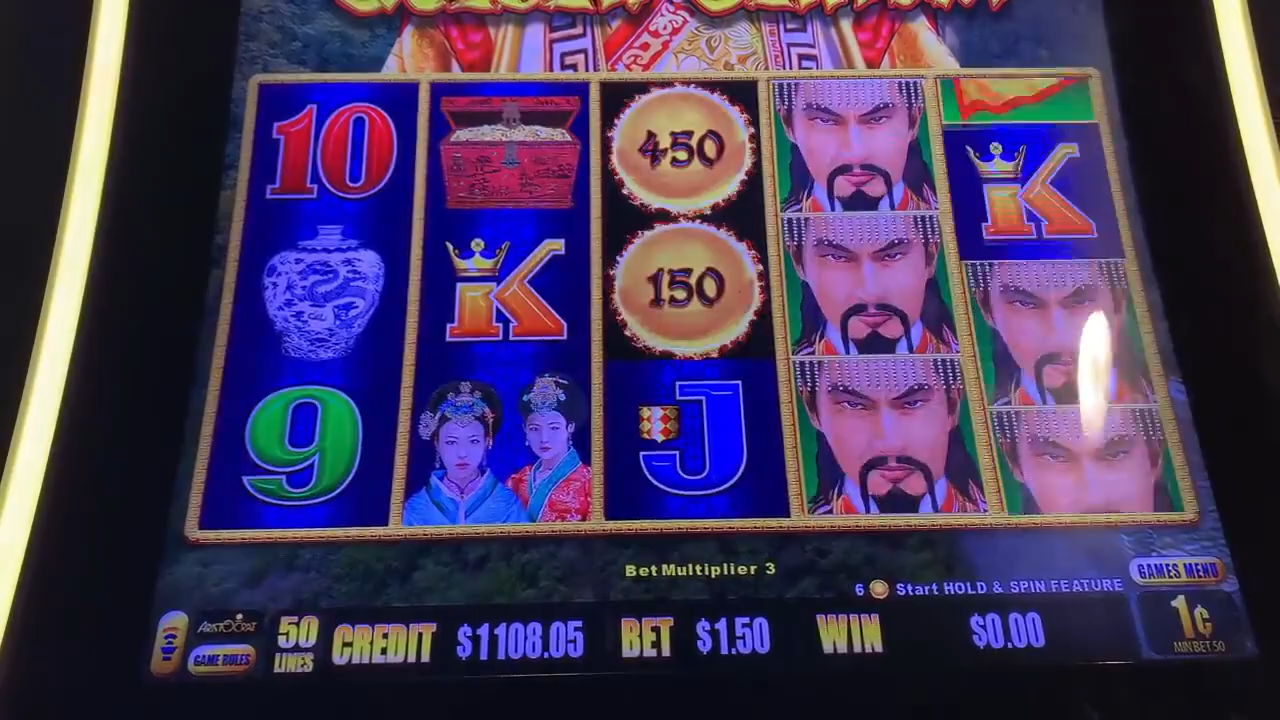 10
450
K
K
150
9
J
Bet Multiplier 3
6 Start HOLD & SPIN FEATURE
GAMES MENU
ARISTOCRAT
GAME RULES
50 LINES
CREDIT $1108.05
BET $1.50
WIN $0.00
1¢
MIN BET 50